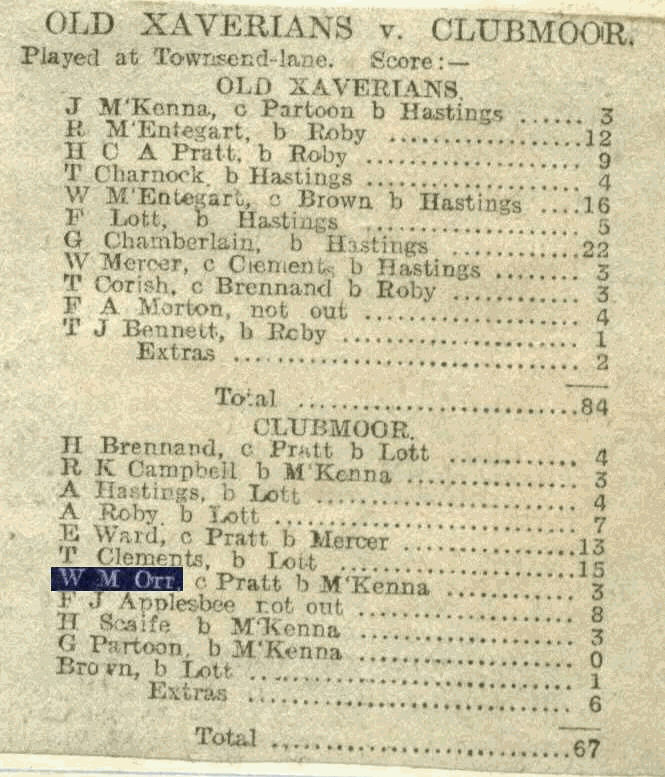 OLD XAVERIANS v. CLUBMOOR.
Played at Townsend-lane. Score:—
OLD XAVERIANS.
J M'Kenna, c Partoon b Hastings ...... 3
R M'Entegart, b Roby ................12
H C A Pratt, b Roby .................. 9
T Charnock, b Hastings .................. 4
W M'Entegart, c Brown b Hastings ....16
F Lott, b Hastings .................. 5
G Chamberlain, b Hastings ............22
W Mercer, c Clements b Hastings ....... 3
T Corish, c Brennand b Roby .......... 3
F A Morton, not out .................. 4
T J Bennett, b Roby .................. 1
Extras .............................. 2
Total ..........................84
CLUBMOOR.
H Brennand, c Pratt b Lott ........... 4
R K Campbell b M'Kenna ............... 3
A Hastings, b Lott .................... 4
A Roby b Lott ........................ 7
E Ward, c Pratt b Mercer .............13
T Clements, b Lott ....................15
W M Orr, c Pratt b M'Kenna ........... 3
F J Applesbee not out ................. 8
H Scaife b M'Kenna ................... 3
G Partoon, b M'Kenna ................. 0
Brown, b Lott ........................ 1
Extras .............................. 6
Total ............................67